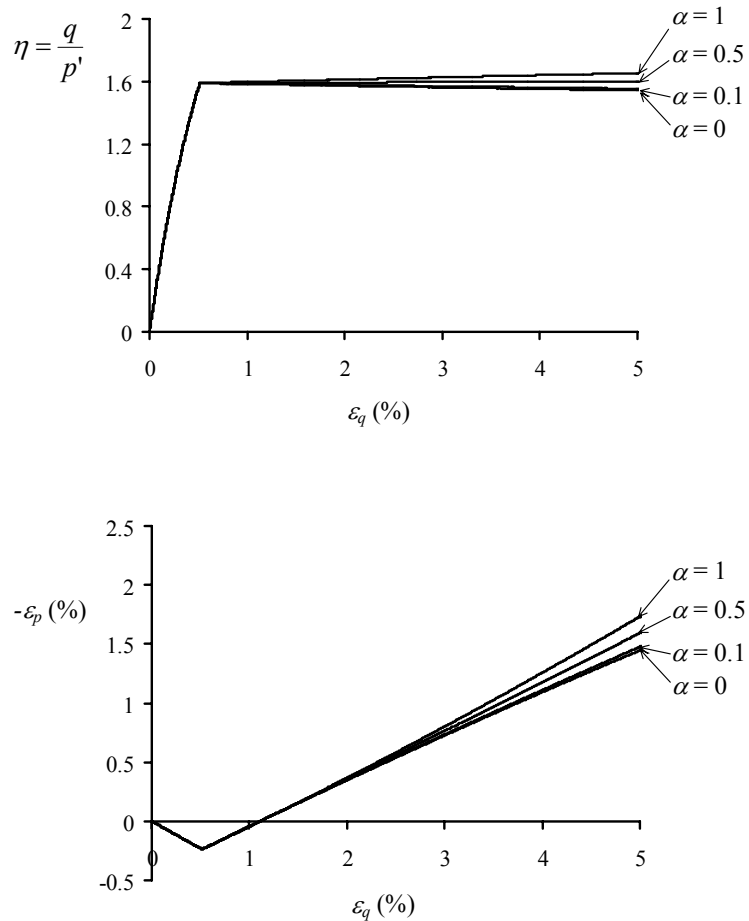 η = q/p'
2
1.6
1.2
0.8
0.4
0
0 1 2 3 4 5
εq (%)
α = 1
α = 0.5
α = 0.1
α = 0
-εp (%)
2.5
2
1.5
1
0.5
0
-0.5
0 1 2 3 4 5
εq (%)
α = 1
α = 0.5
α = 0.1
α = 0